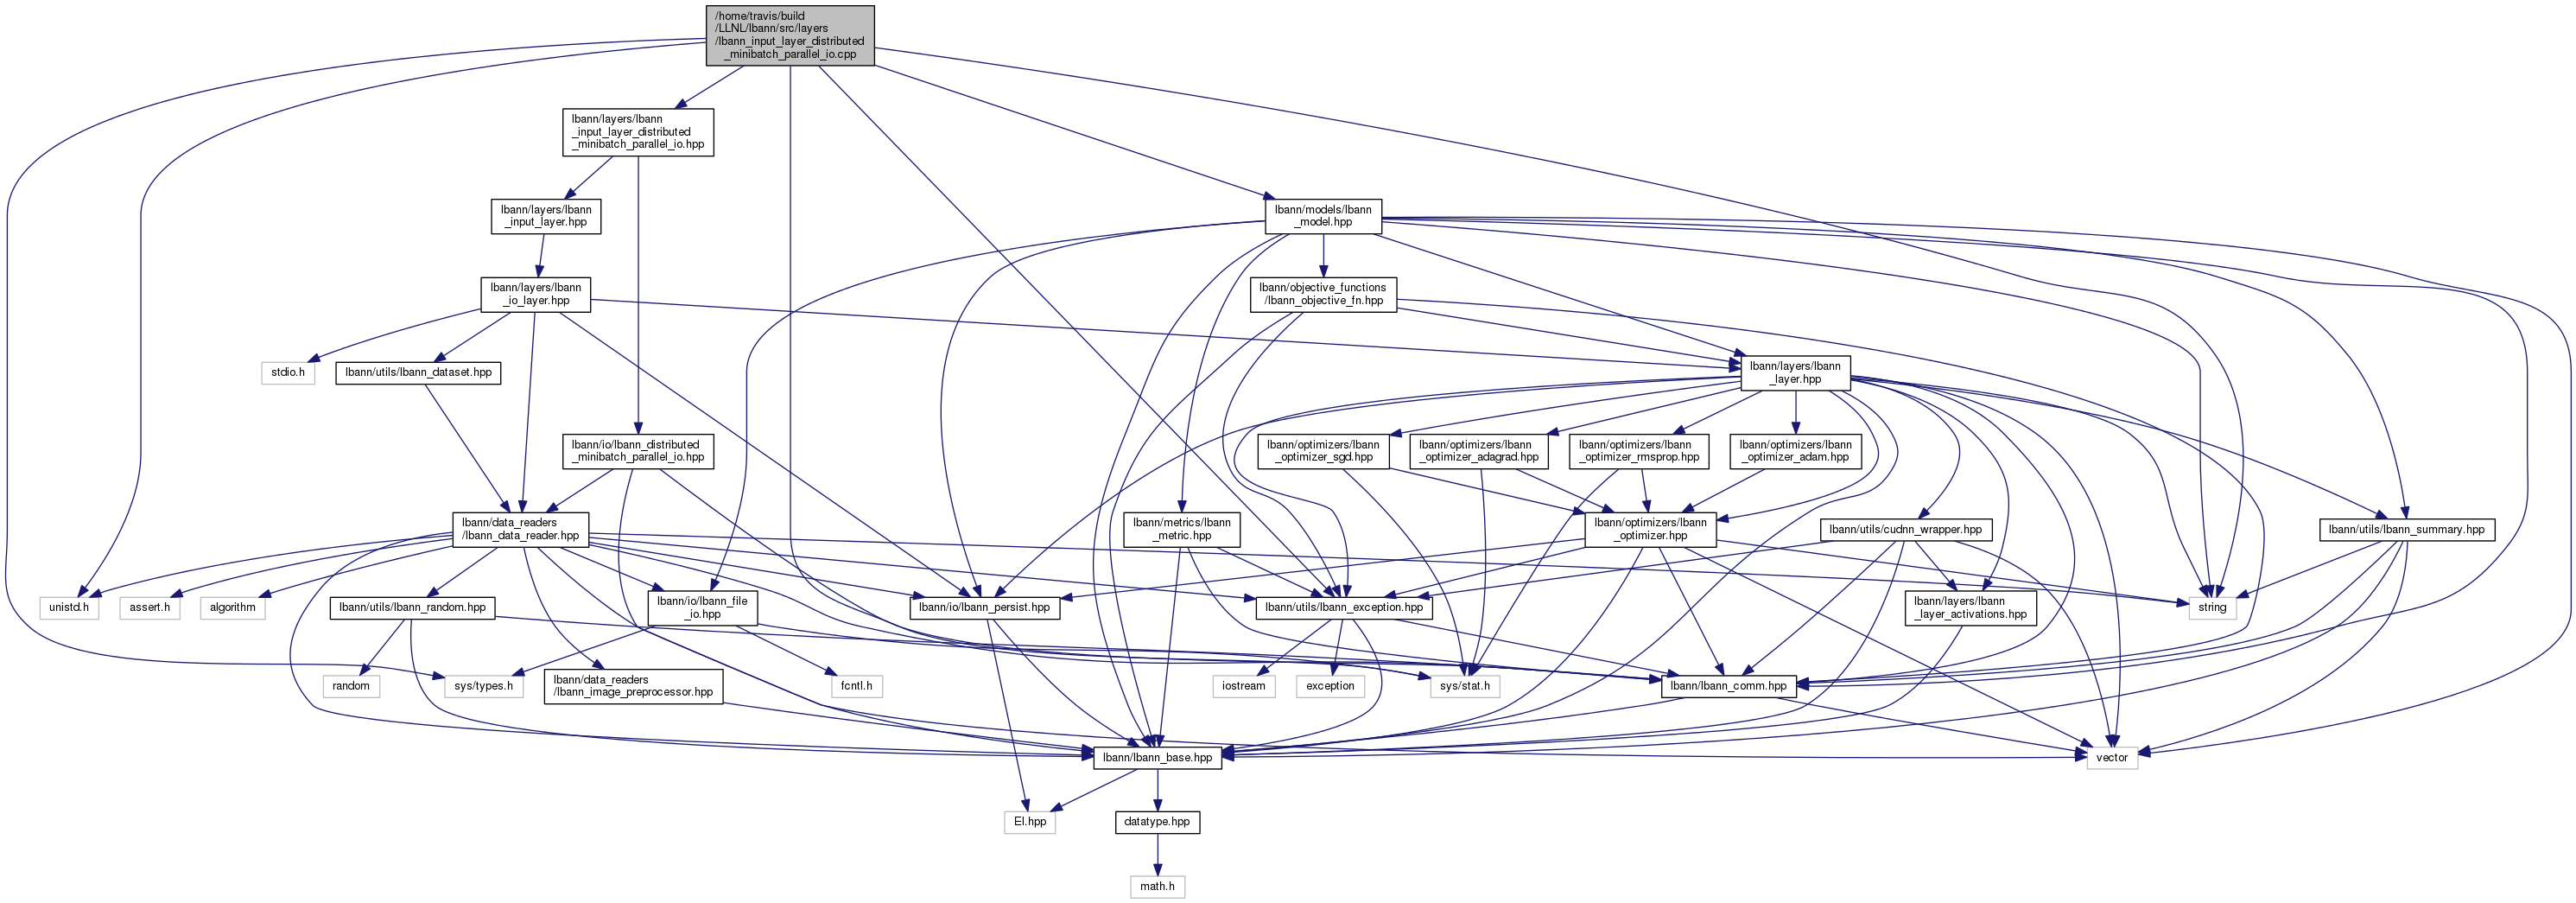 /home/travis/build
/LLNL/lbann/src/layers
/lbann_input_layer_distributed
_minibatch_parallel_io.cpp
lbann/layers/lbann
_input_layer_distributed
_minibatch_parallel_io.hpp
lbann/layers/lbann
_input_layer.hpp
lbann/models/lbann
_model.hpp
lbann/layers/lbann
_io_layer.hpp
lbann/objective_functions
/lbann_objective_fn.hpp
stdio.h
lbann/utils/lbann_dataset.hpp
lbann/layers/lbann
_layer.hpp
lbann/io/lbann_distributed
_minibatch_parallel_io.hpp
lbann/optimizers/lbann
_optimizer_sgd.hpp
lbann/optimizers/lbann
_optimizer_adagrad.hpp
lbann/optimizers/lbann
_optimizer_rmsprop.hpp
lbann/optimizers/lbann
_optimizer_adam.hpp
lbann/data_readers
/lbann_data_reader.hpp
lbann/metrics/lbann
_metric.hpp
lbann/optimizers/lbann
_optimizer.hpp
lbann/utils/cudnn_wrapper.hpp
lbann/utils/lbann_summary.hpp
unistd.h
assert.h
algorithm
lbann/utils/lbann_random.hpp
lbann/io/lbann_file
_io.hpp
lbann/io/lbann_persist.hpp
lbann/utils/lbann_exception.hpp
lbann/layers/lbann
_layer_activations.hpp
string
random
sys/types.h
lbann/data_readers
/lbann_image_preprocessor.hpp
fcntl.h
iostream
exception
sys/stat.h
lbann/lbann_comm.hpp
lbann/lbann_base.hpp
vector
El.hpp
datatype.hpp
math.h